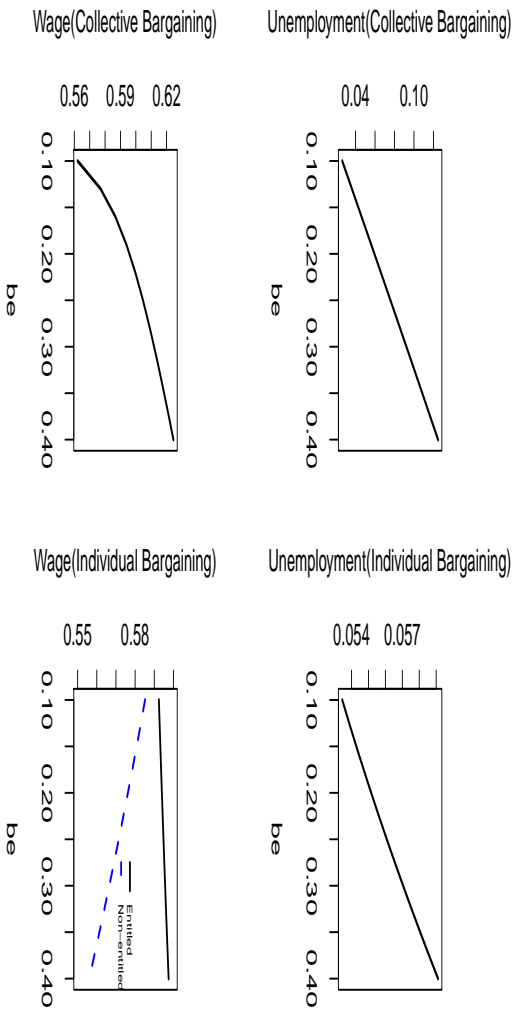 Unemployment(Collective Bargaining)
0.04 0.10
0.10 0.20 0.30 0.40
be
Unemployment(Individual Bargaining)
0.054 0.057
0.10 0.20 0.30 0.40
be
Wage(Collective Bargaining)
0.56 0.59 0.62
0.10 0.20 0.30 0.40
be
Wage(Individual Bargaining)
0.55 0.58
0.10 0.20 0.30 0.40
be
Entitled
Non−entitled